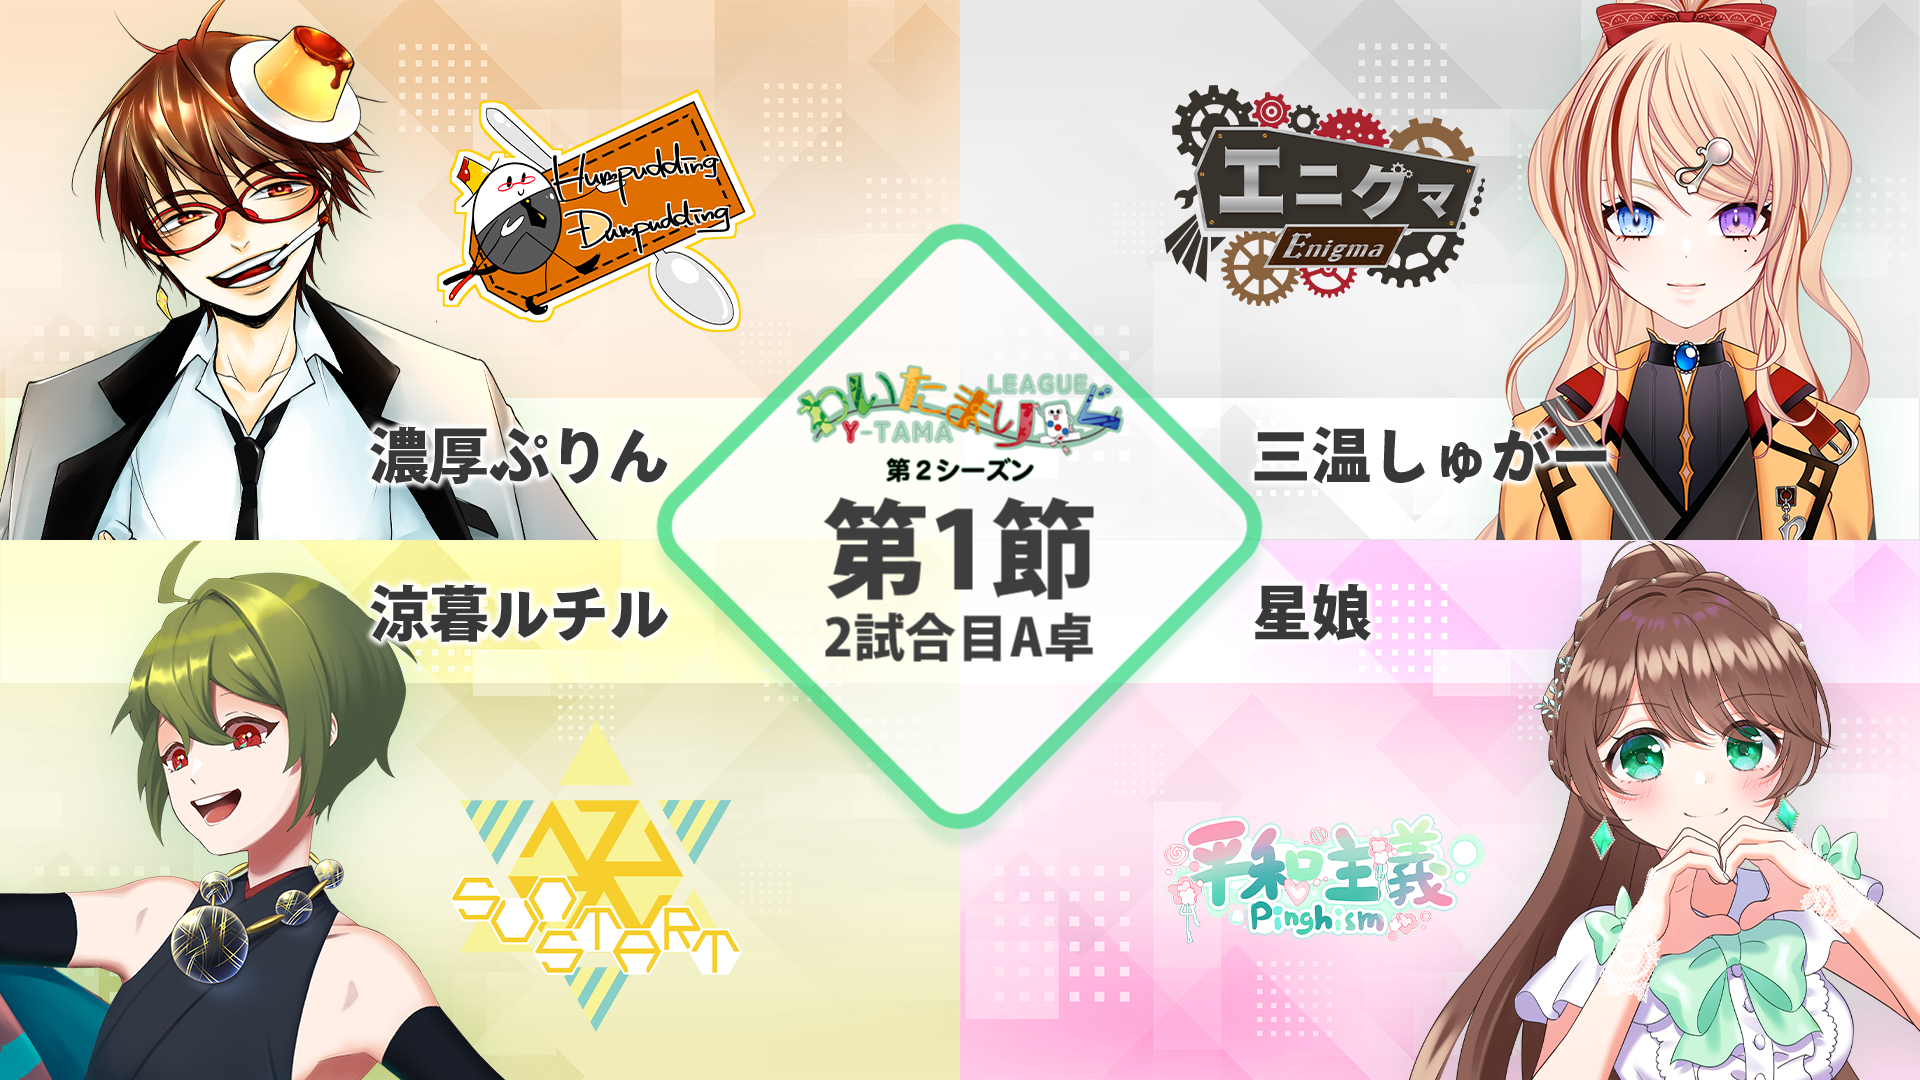 Humpudding
Dumpudding
エニグマ
Enigma
濃厚ぷりん
三温しゅがー
わいたまりーぐ
LEAGUE
Y-TAMA
第2シーズン
第1節
2試合目A卓
涼暮ルチル
星娘
SUO
START
平和主義
Pinghism